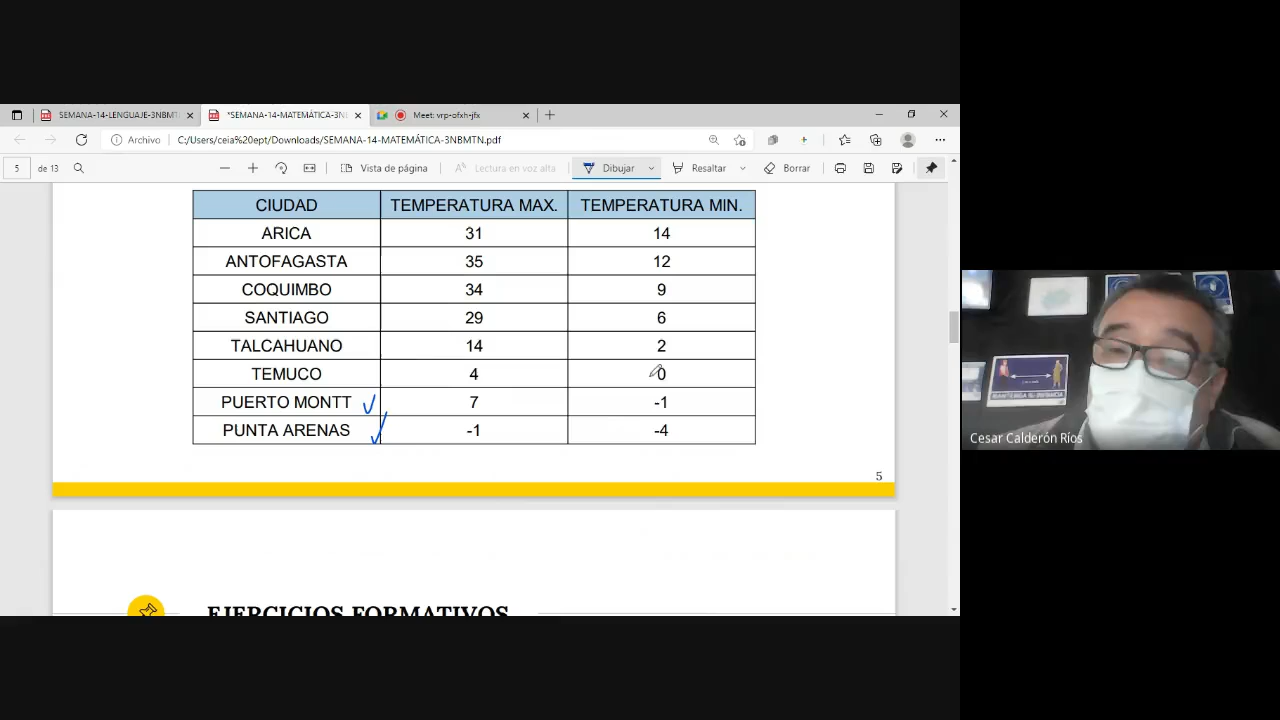 SEMANA-14-LENGUAJE-3NBMT
*SEMANA-14-MATEMÁTICA-3N
Meet: vrp-ofxh-jfx
Archivo
C:/Users/ceia%20ept/Downloads/SEMANA-14-MATEMÁTICA-3NBMTN.pdf
5 de 13
Vista de página
Lectura en voz alta
Dibujar
Resaltar
Borrar
CIUDAD TEMPERATURA MAX. TEMPERATURA MIN.
ARICA 31 14
ANTOFAGASTA 35 12
COQUIMBO 34 9
SANTIAGO 29 6
TALCAHUANO 14 2
TEMUCO 4 0
PUERTO MONTT 7 -1
PUNTA ARENAS -1 -4
5
EJERCICIOS FORMATIVOS
Cesar Calderón Ríos